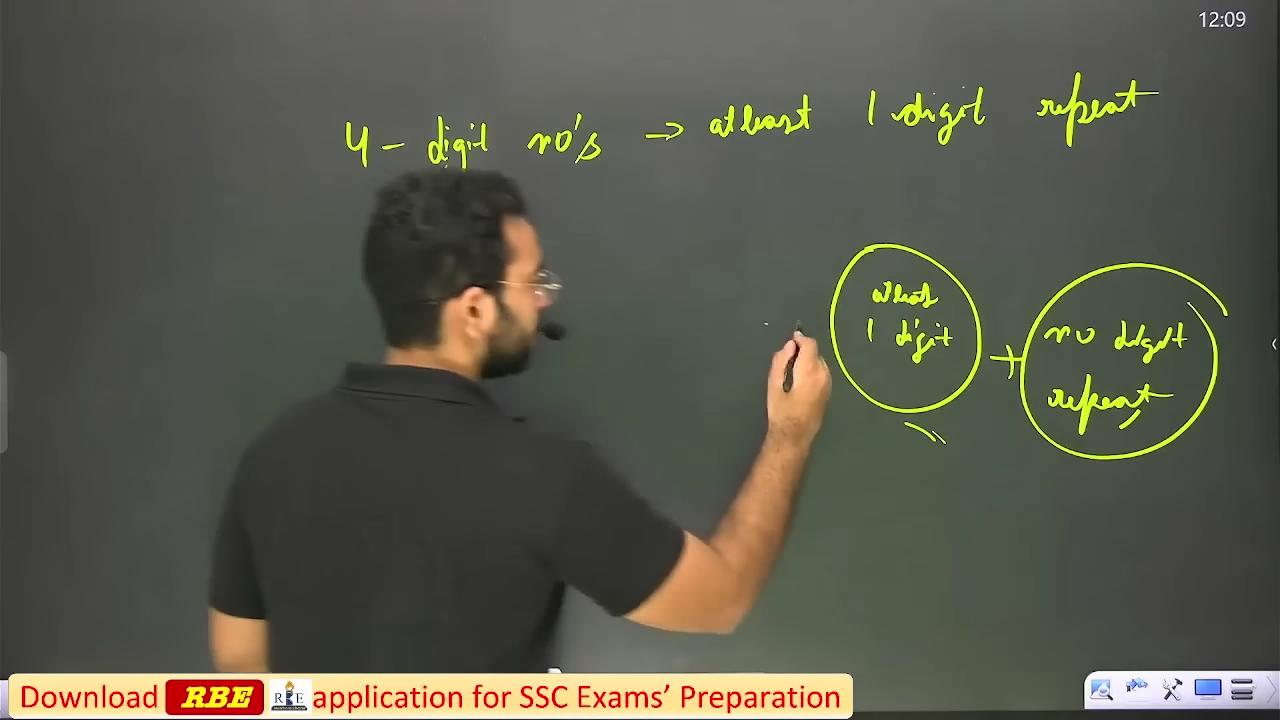 12:09
4 - digit no's → atleast 1 digit repeat
atleast
1 digit
+
no digit
repeat
Download RBE RBE application for SSC Exams' Preparation